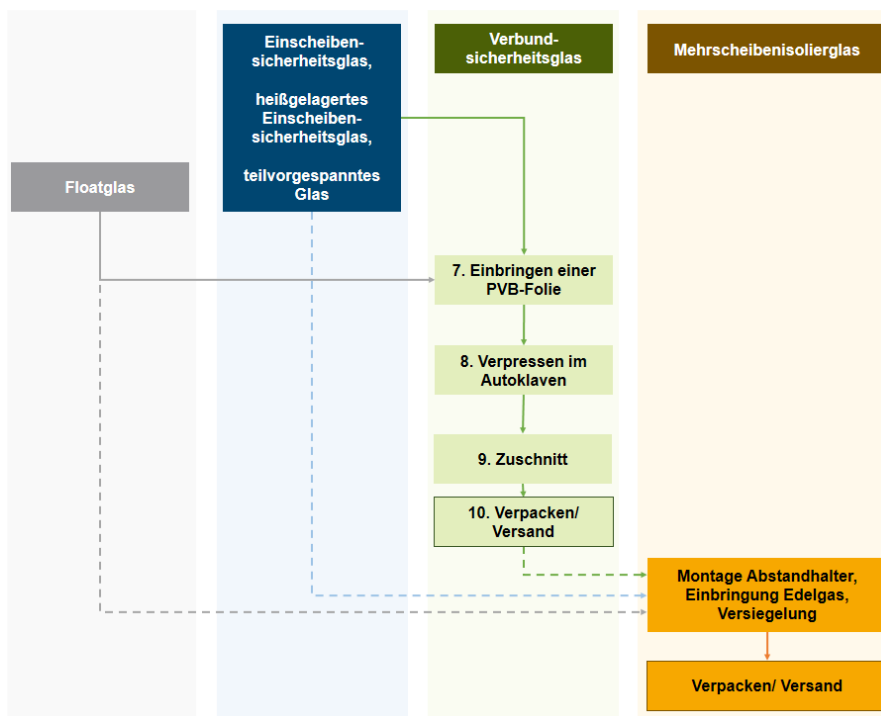 Floatglas
Einscheiben-
sicherheitsglas,
heißgelagertes
Einscheiben-
sicherheitsglas,
teilvorgespanntes
Glas
Verbund-
sicherheitsglas
Mehrscheibenisolierglas
7. Einbringen einer
PVB-Folie
8. Verpressen im
Autoklaven
9. Zuschnitt
10. Verpacken/
Versand
Montage Abstandhalter,
Einbringung Edelgas,
Versiegelung
Verpacken/ Versand